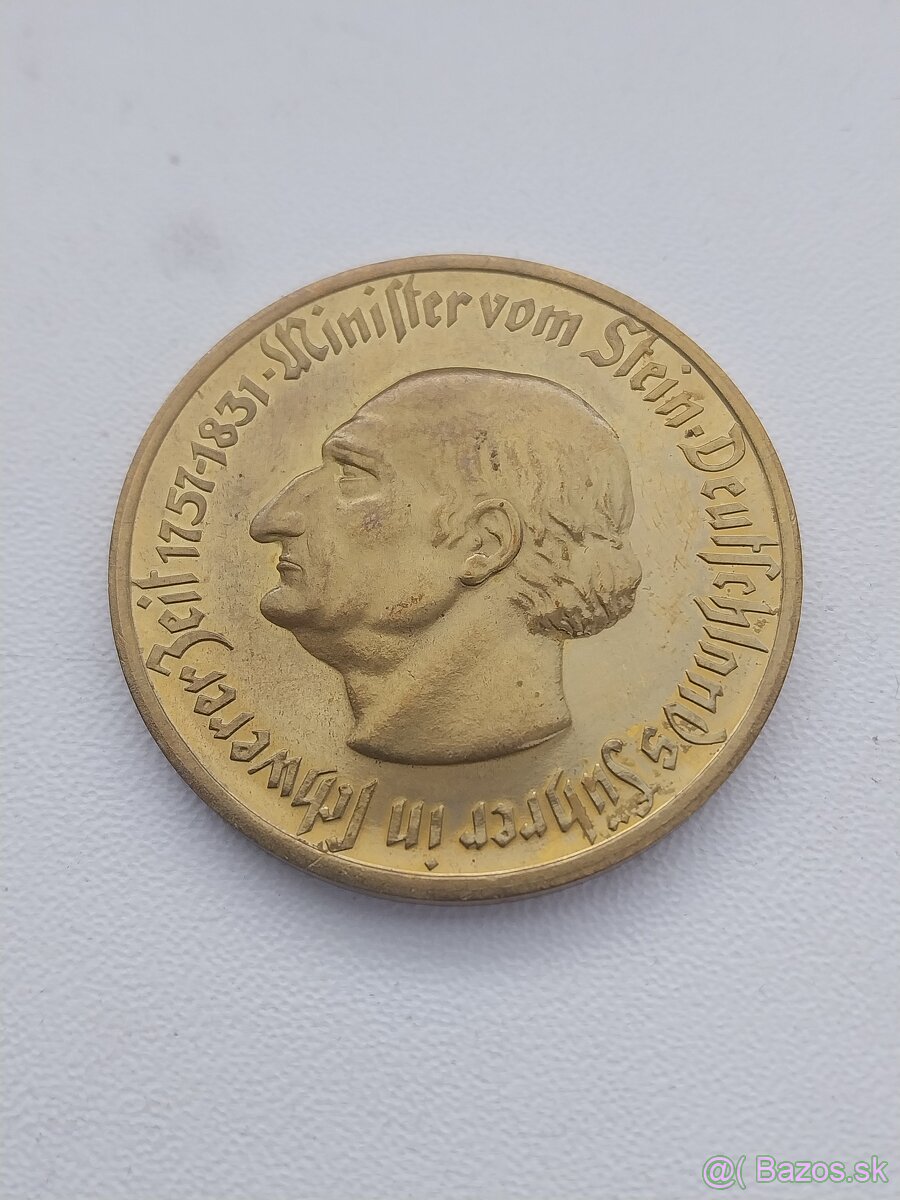 Minister vom Stein · Deutschlands Führer in schwerer Zeit 1757-1831 ·
@( Bazos.sk